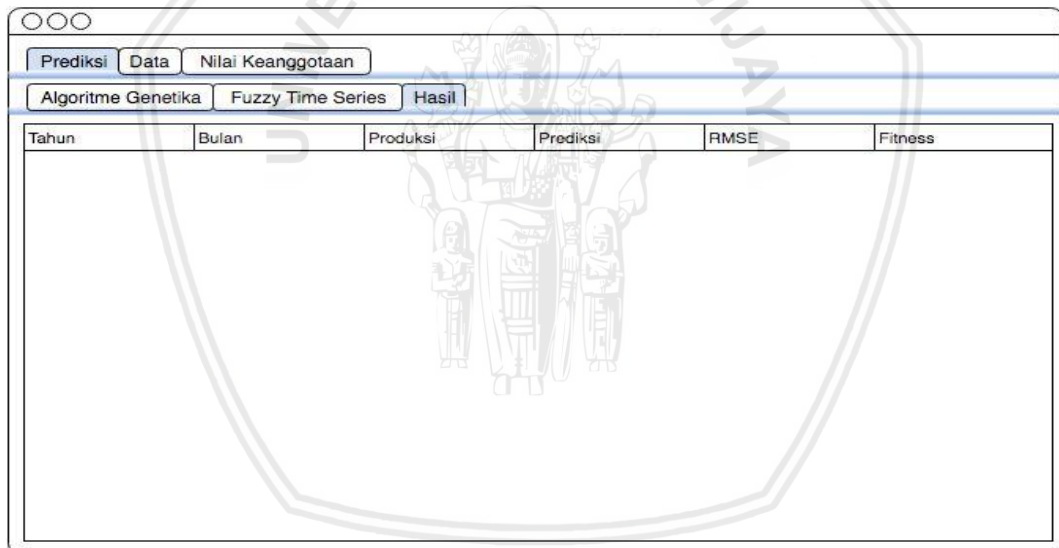 Prediksi Data Nilai Keanggotaan
Algoritme Genetika Fuzzy Time Series Hasil
Tahun Bulan Produksi Prediksi RMSE Fitness